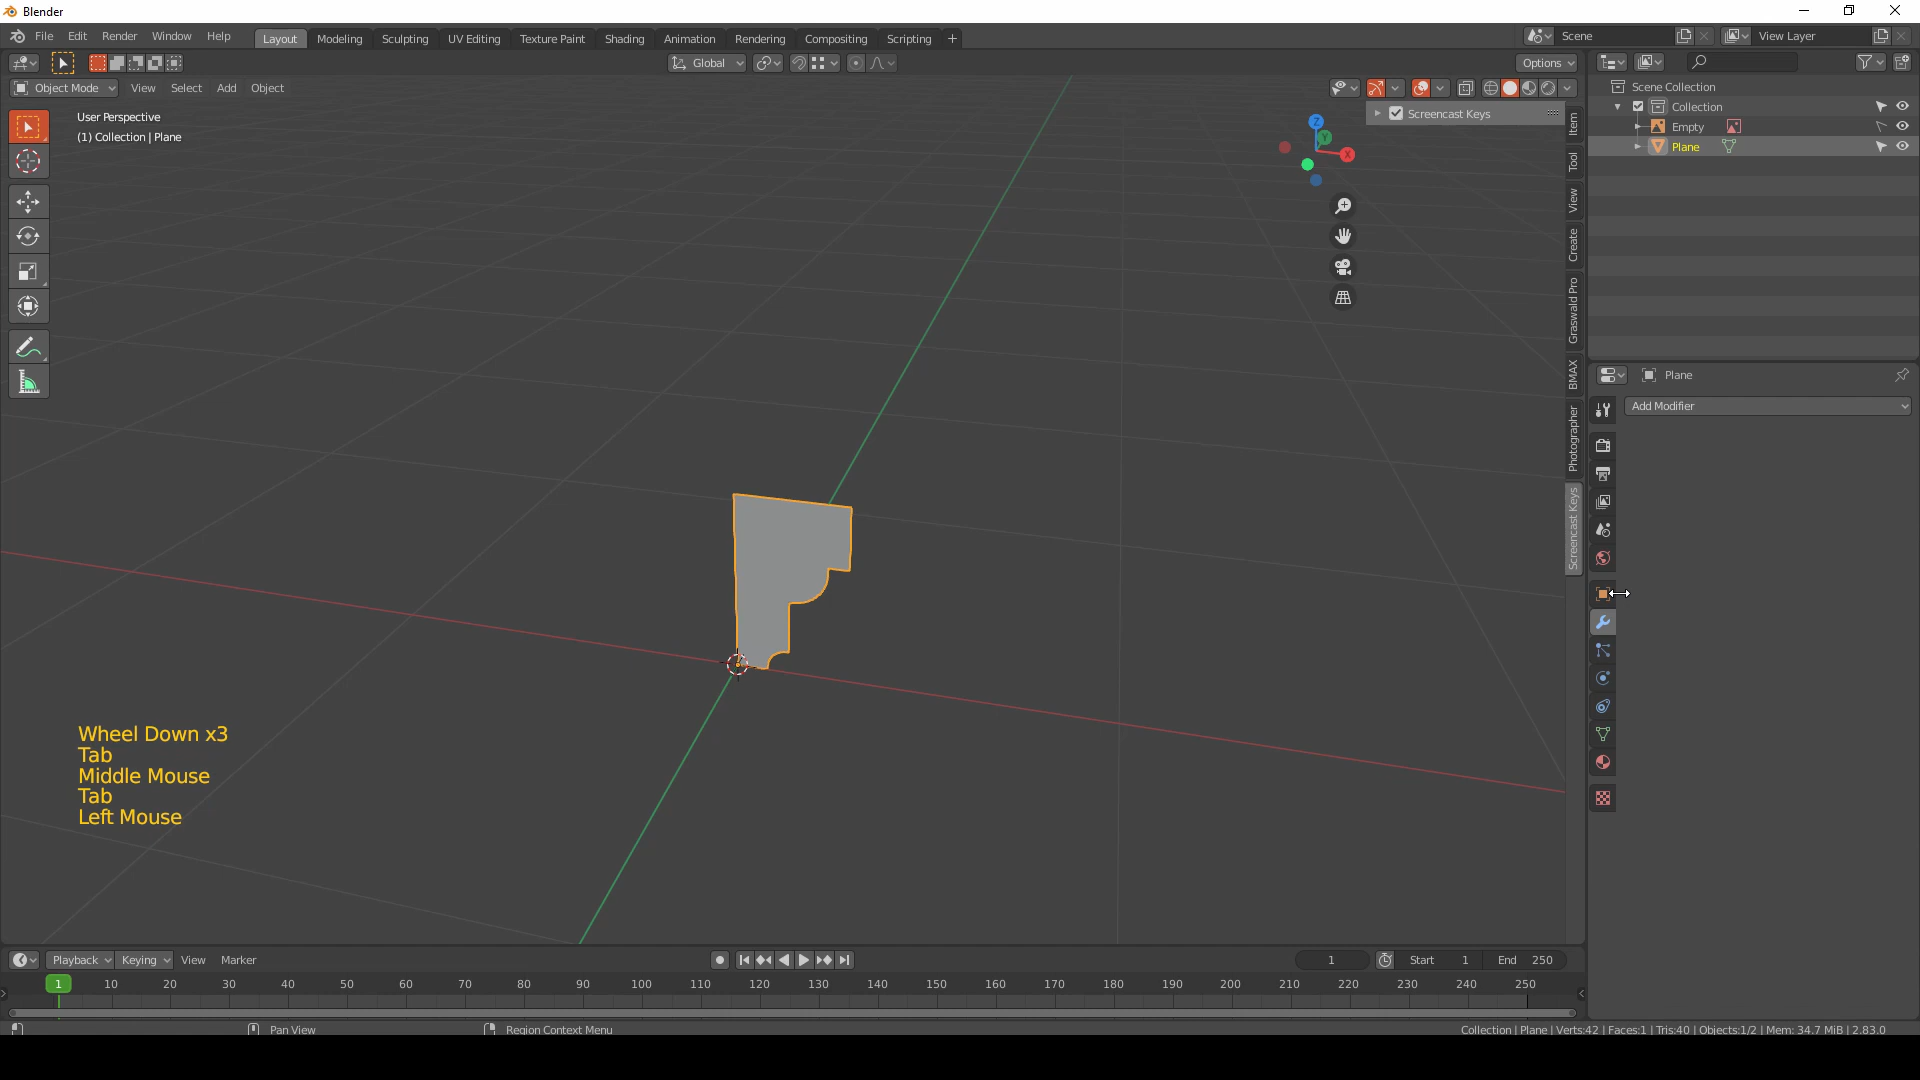 Blender
File Edit Render Window Help Layout Modeling Sculpting UV Editing Texture Paint Shading Animation Rendering Compositing Scripting + Scene View Layer
Global Options
Object Mode View Select Add Object
User Perspective
(1) Collection | Plane
Screencast Keys
Z
Y
X
Item
Tool
View
Create
Graswald Pro
BMAX
Photographer
Screencast Keys
Scene Collection
Collection
Empty
Plane
Plane
Add Modifier
Wheel Down x3
Tab
Middle Mouse
Tab
Left Mouse
Playback Keying View Marker 1 Start 1 End 250
1 10 20 30 40 50 60 70 80 90 100 110 120 130 140 150 160 170 180 190 200 210 220 230 240 250
Pan View Region Context Menu Collection | Plane | Verts:42 | Faces:1 | Tris:40 | Objects:1/2 | Mem: 34.7 MiB | 2.83.0